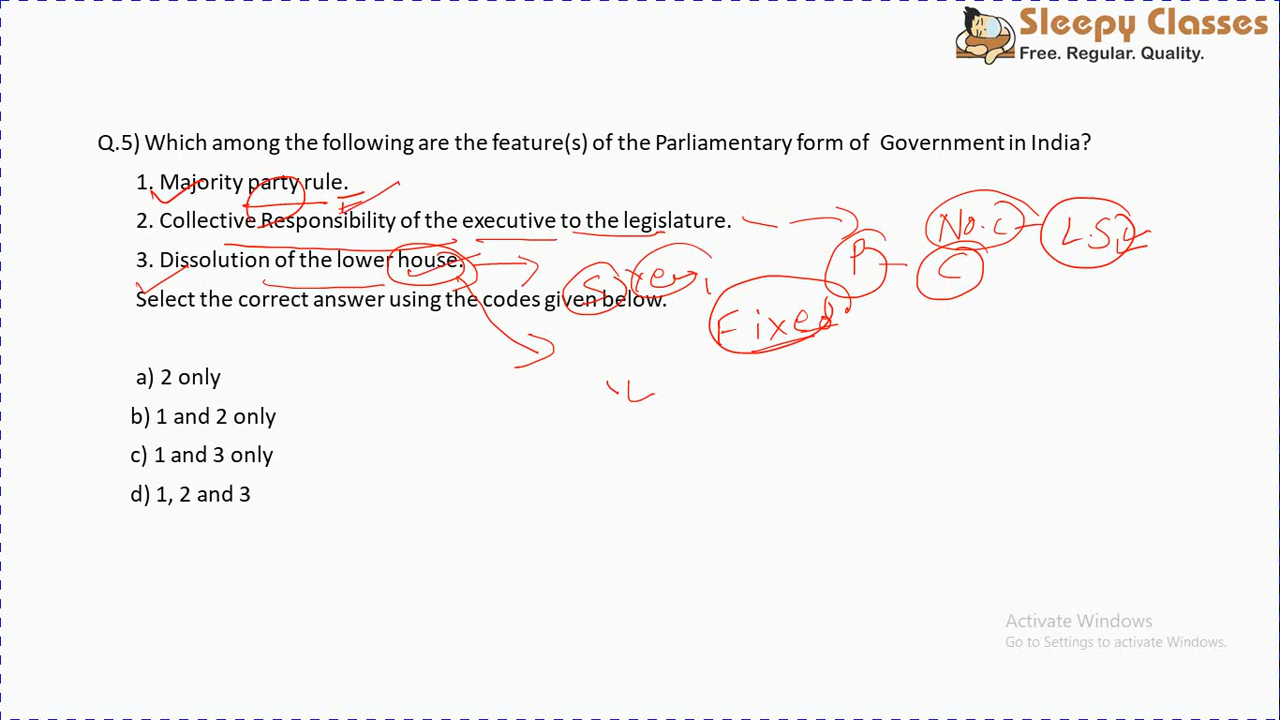 Sleepy Classes
Free. Regular. Quality.
Q.5) Which among the following are the feature(s) of the Parliamentary form of Government in India?
1. Majority party rule.
2. Collective Responsibility of the executive to the legislature.
No.C L.S
3. Dissolution of the lower house.
P C
Select the correct answer using the codes given below.
Fixed
a) 2 only
b) 1 and 2 only
c) 1 and 3 only
d) 1, 2 and 3
Activate Windows
Go to Settings to activate Windows.